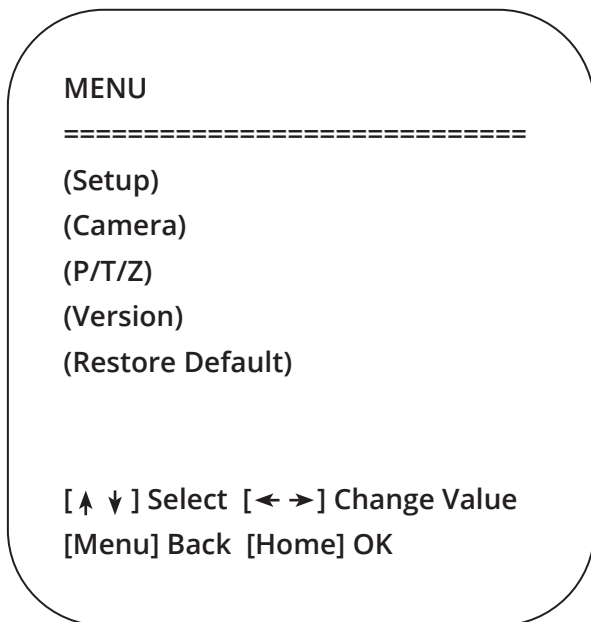 MENU
=============================
(Setup)
(Camera)
(P/T/Z)
(Version)
(Restore Default)
[↑ ↓] Select [← →] Change Value
[Menu] Back [Home] OK